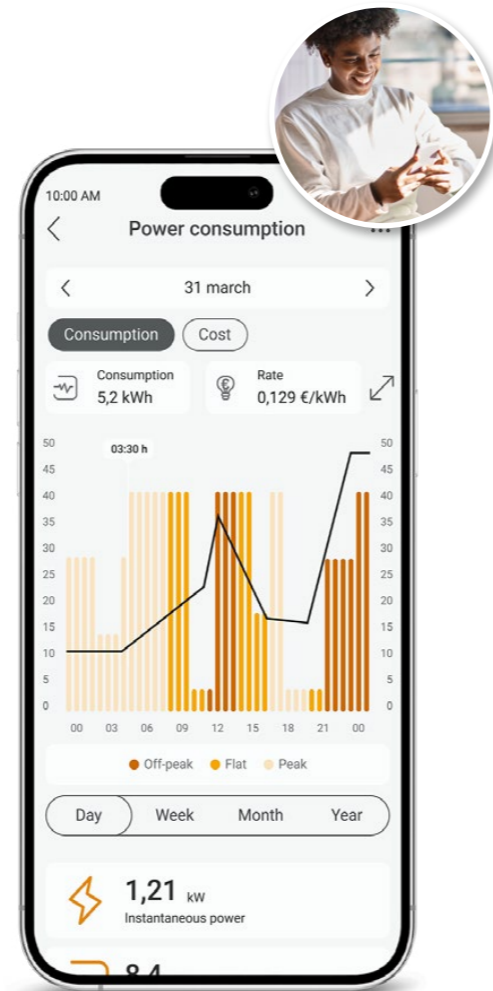 10:00 AM
Power consumption
31 march
Consumption Cost
Consumption
5,2 kWh
Rate
0,129 €/kWh
03:30 h
50 50
45 45
40 40
35 35
30 30
25 25
20 20
15 15
10 10
5 5
0 0
00 03 06 09 12 15 18 21 00
Off-peak Flat Peak
Day Week Month Year
1,21 kW
Instantaneous power
8,4